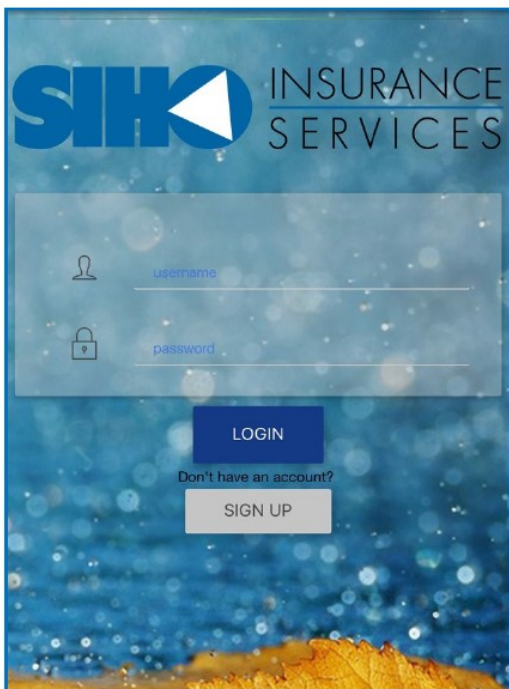 SIHO INSURANCE
SERVICES
username
password
LOGIN
Don't have an account?
SIGN UP